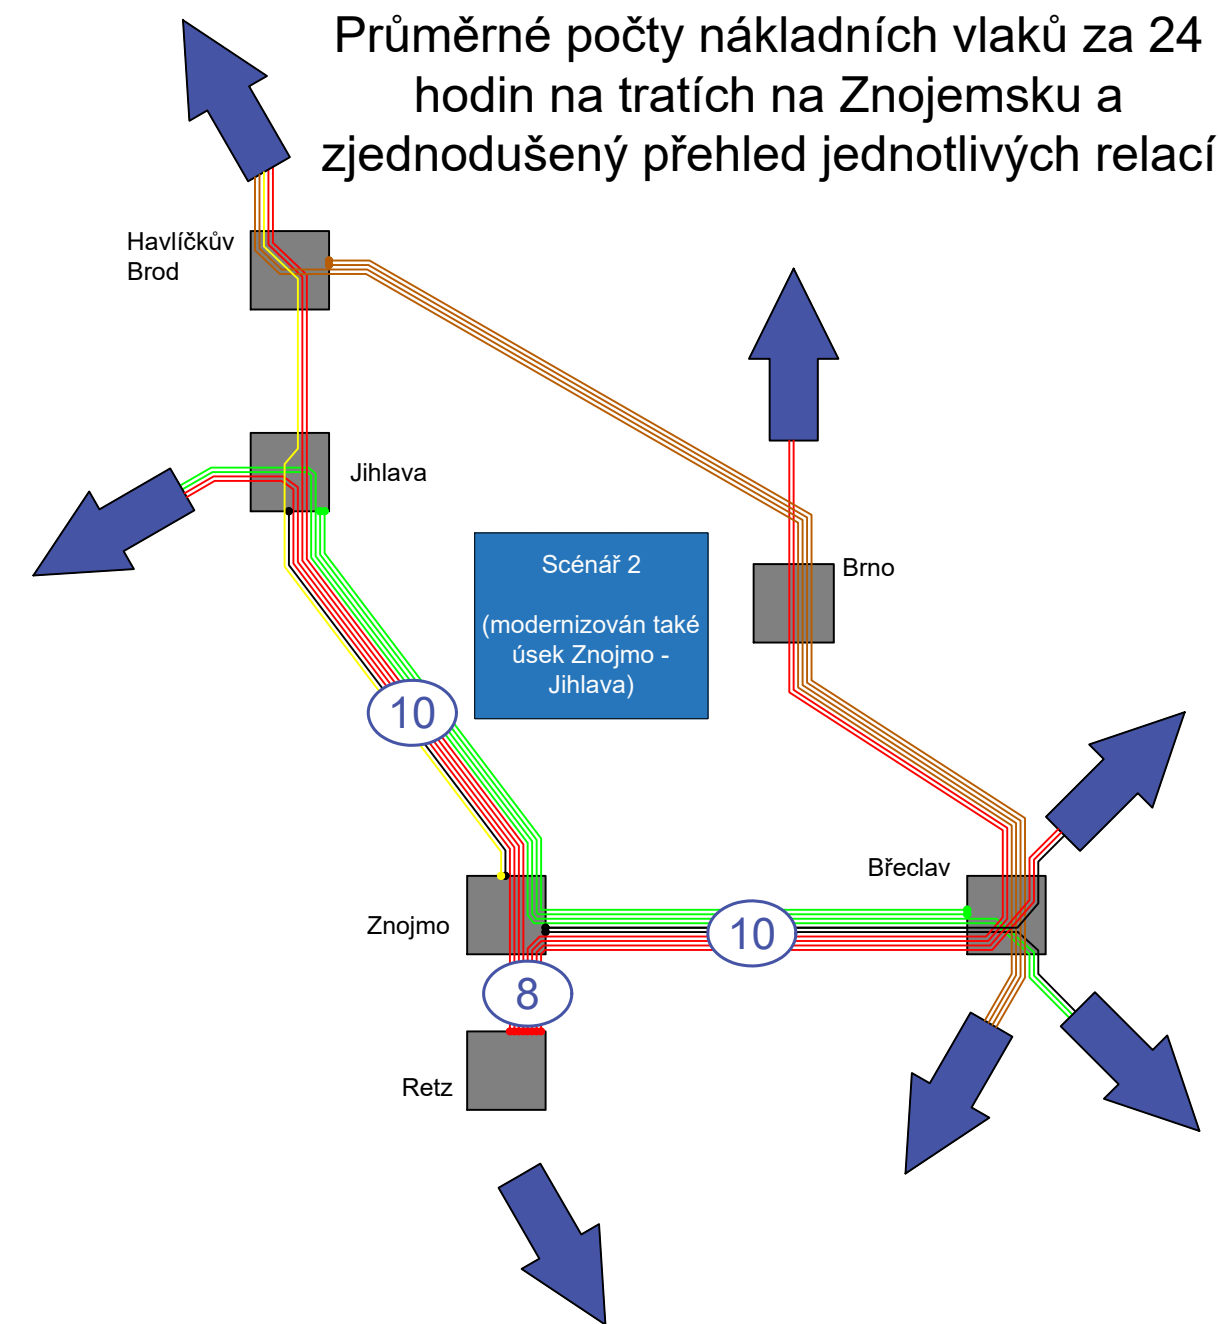 Průměrné počty nákladních vlaků za 24
hodin na tratích na Znojemsku a
zjednodušený přehled jednotlivých relací
Havlíčkův
Brod
Jihlava
Scénář 2
(modernizován také
úsek Znojmo -
Jihlava)
Brno
10
Břeclav
Znojmo
10
8
Retz